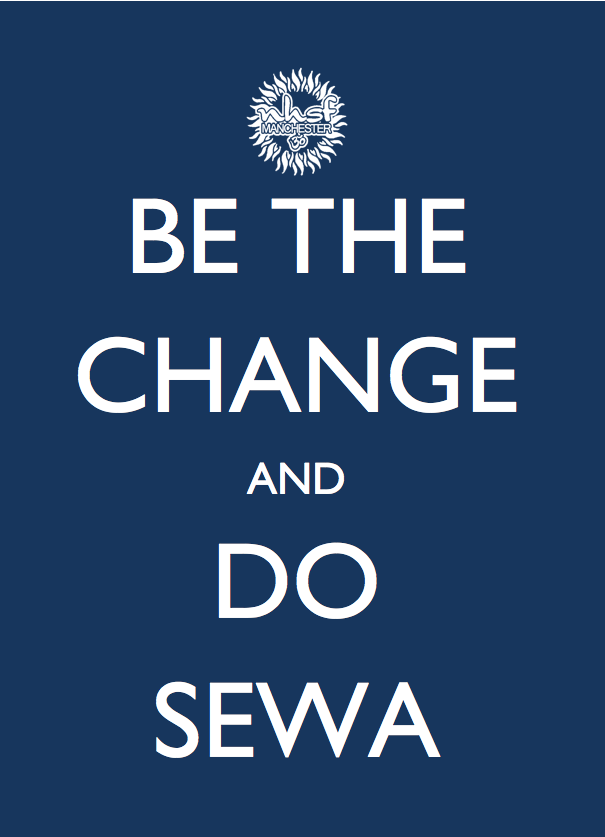 nhsf
MANCHESTER
ॐ
BE THE
CHANGE
AND
DO
SEWA